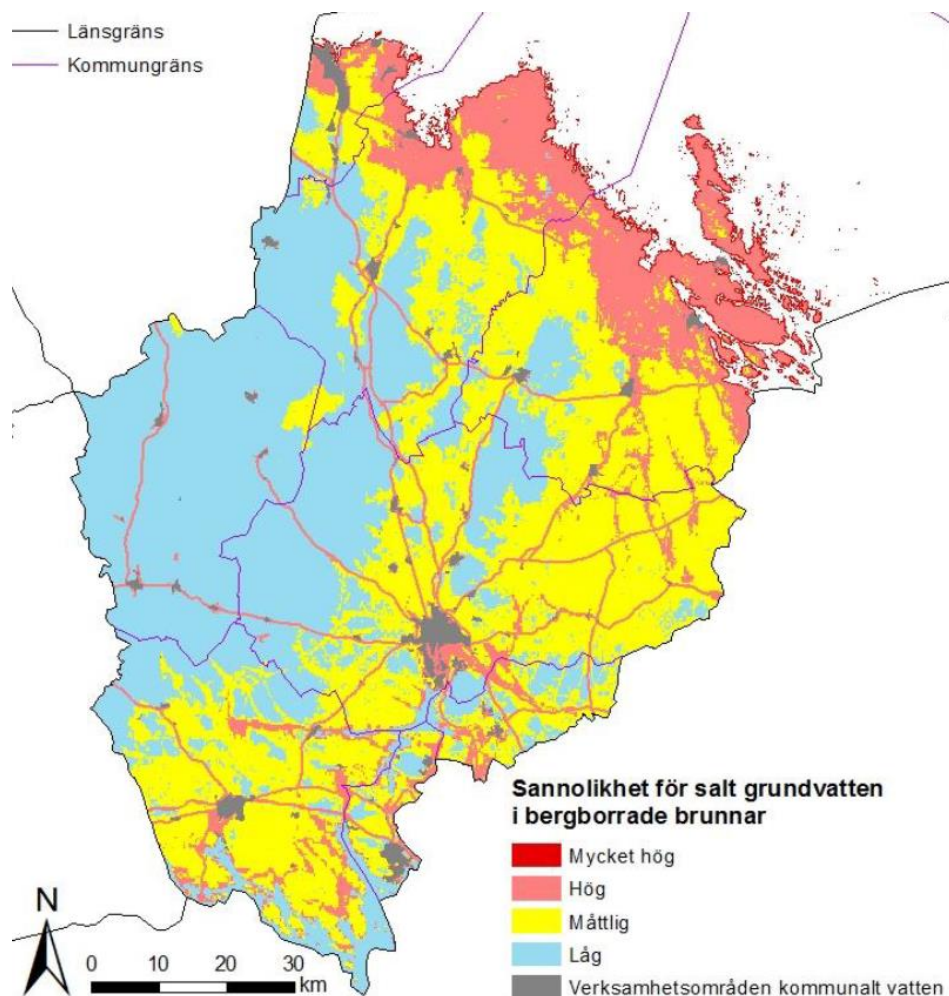 Länsgräns
Kommungräns
Sannolikhet för salt grundvatten
i bergborrade brunnar
Mycket hög
Hög
Måttlig
Låg
Verksamhetsområden kommunalt vatten
N
0 10 20 30
km